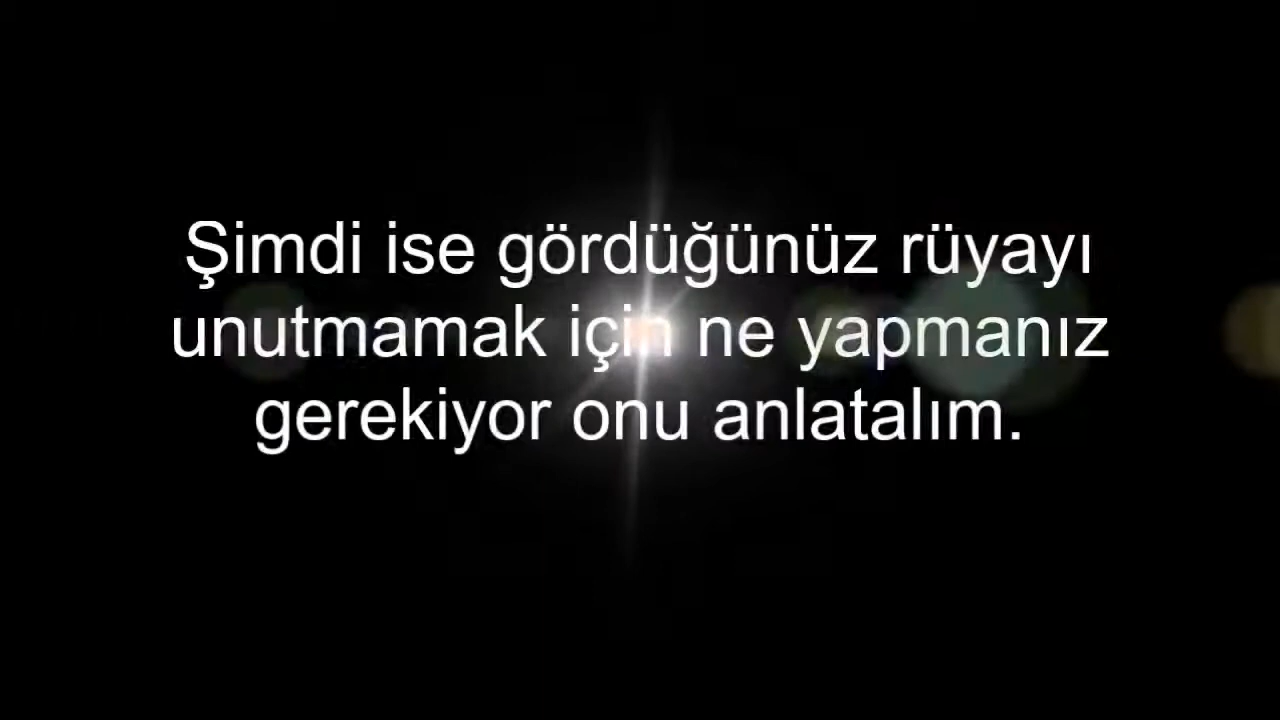 Şimdi ise gördüğünüz rüyayı
unutmamak için ne yapmanız
gerekiyor onu anlatalım.